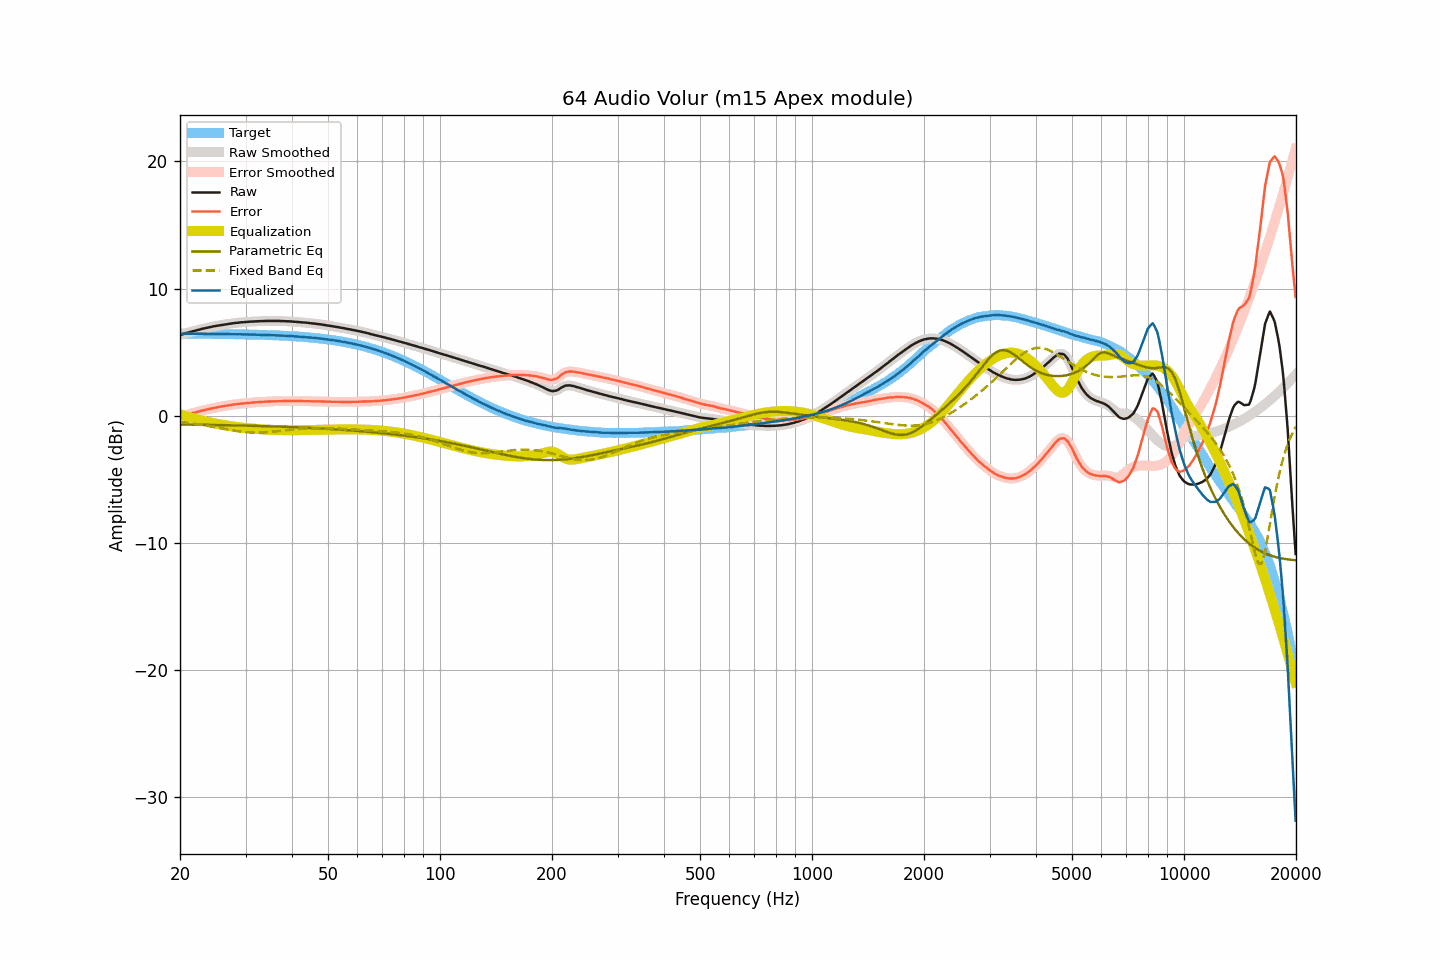 64 Audio Volur (m15 Apex module)
Target
Raw Smoothed
Error Smoothed
Raw
Error
Equalization
Parametric Eq
Fixed Band Eq
Equalized
20
10
0
−10
−20
−30
Amplitude (dBr)
20 50 100 200 500 1000 2000 5000 10000 20000
Frequency (Hz)